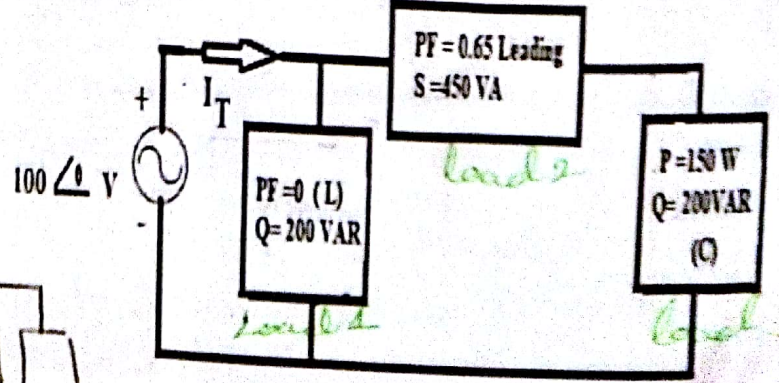 PF = 0.65 Leading
S=450 VA
+
I_T
load 2
100 ∠0 V
P=150 W
Q= 200VAR
(C)
PF=0 (L)
Q= 200 VAR
-
Load 1
load